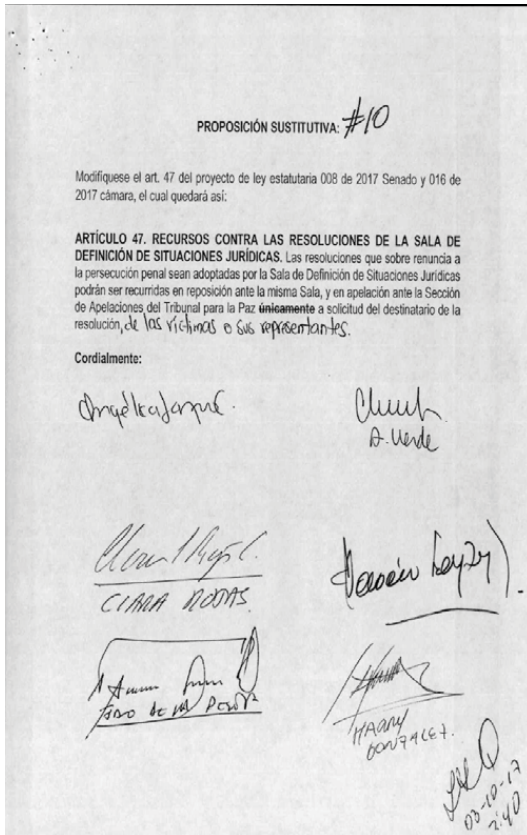 PROPOSICIÓN SUSTITUTIVA: #10
Modifíquese el art. 47 del proyecto de ley estatutaria 008 de 2017 Senado y 016 de
2017 cámara, el cual quedará así:
ARTÍCULO 47. RECURSOS CONTRA LAS RESOLUCIONES DE LA SALA DE
DEFINICIÓN DE SITUACIONES JURÍDICAS. Las resoluciones que sobre renuncia a
la persecución penal sean adoptadas por la Sala de Definición de Situaciones Jurídicas
podrán ser recurridas en reposición ante la misma Sala, y en apelación ante la Sección
de Apelaciones del Tribunal para la Paz únicamente a solicitud del destinatario de la
resolución, de las víctimas o sus representantes.
Cordialmente:
A. Verde
CLARA ROJAS
HARRY
GONZALEZ.
03-10-17
2:40